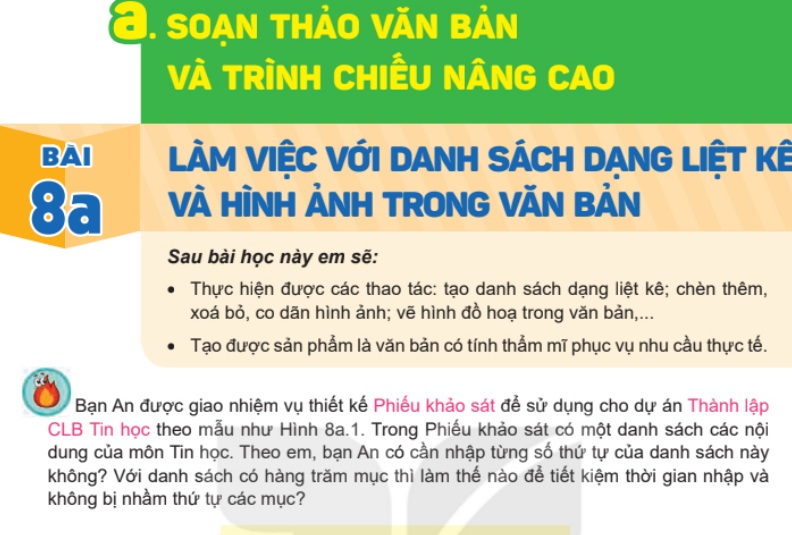 a. SOẠN THẢO VĂN BẢN
VÀ TRÌNH CHIẾU NÂNG CAO
BÀI
8a
LÀM VIỆC VỚI DANH SÁCH DẠNG LIỆT KÊ
VÀ HÌNH ẢNH TRONG VĂN BẢN
Sau bài học này em sẽ:
• Thực hiện được các thao tác: tạo danh sách dạng liệt kê; chèn thêm,
xoá bỏ, co dãn hình ảnh; vẽ hình đồ hoạ trong văn bản,...
• Tạo được sản phẩm là văn bản có tính thẩm mĩ phục vụ nhu cầu thực tế.
Bạn An được giao nhiệm vụ thiết kế Phiếu khảo sát để sử dụng cho dự án Thành lập
CLB Tin học theo mẫu như Hình 8a.1. Trong Phiếu khảo sát có một danh sách các nội
dung của môn Tin học. Theo em, bạn An có cần nhập từng số thứ tự của danh sách này
không? Với danh sách có hàng trăm mục thì làm thế nào để tiết kiệm thời gian nhập và
không bị nhầm thứ tự các mục?